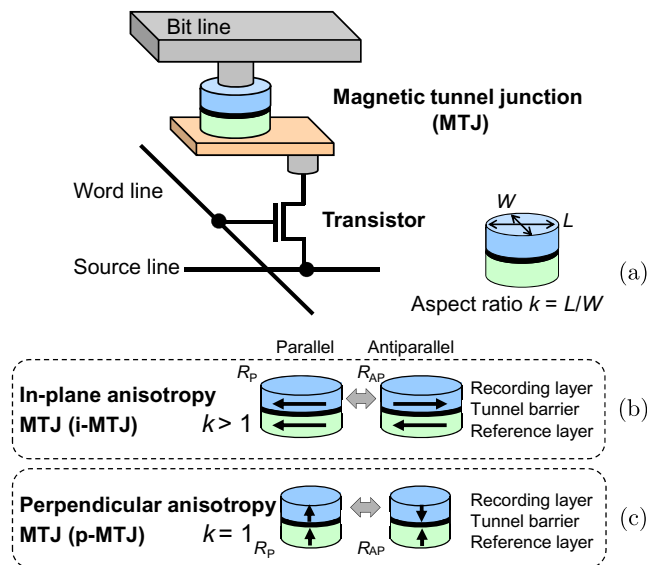 Bit line
Magnetic tunnel junction
(MTJ)
Word line
Transistor
Source line
W
L
(a)
Aspect ratio k = L/W
Parallel
Antiparallel
In-plane anisotropy
MTJ (i-MTJ)
k > 1
R_P
R_AP
Recording layer
Tunnel barrier
Reference layer
(b)
Perpendicular anisotropy
MTJ (p-MTJ)
k = 1
R_P
R_AP
Recording layer
Tunnel barrier
Reference layer
(c)